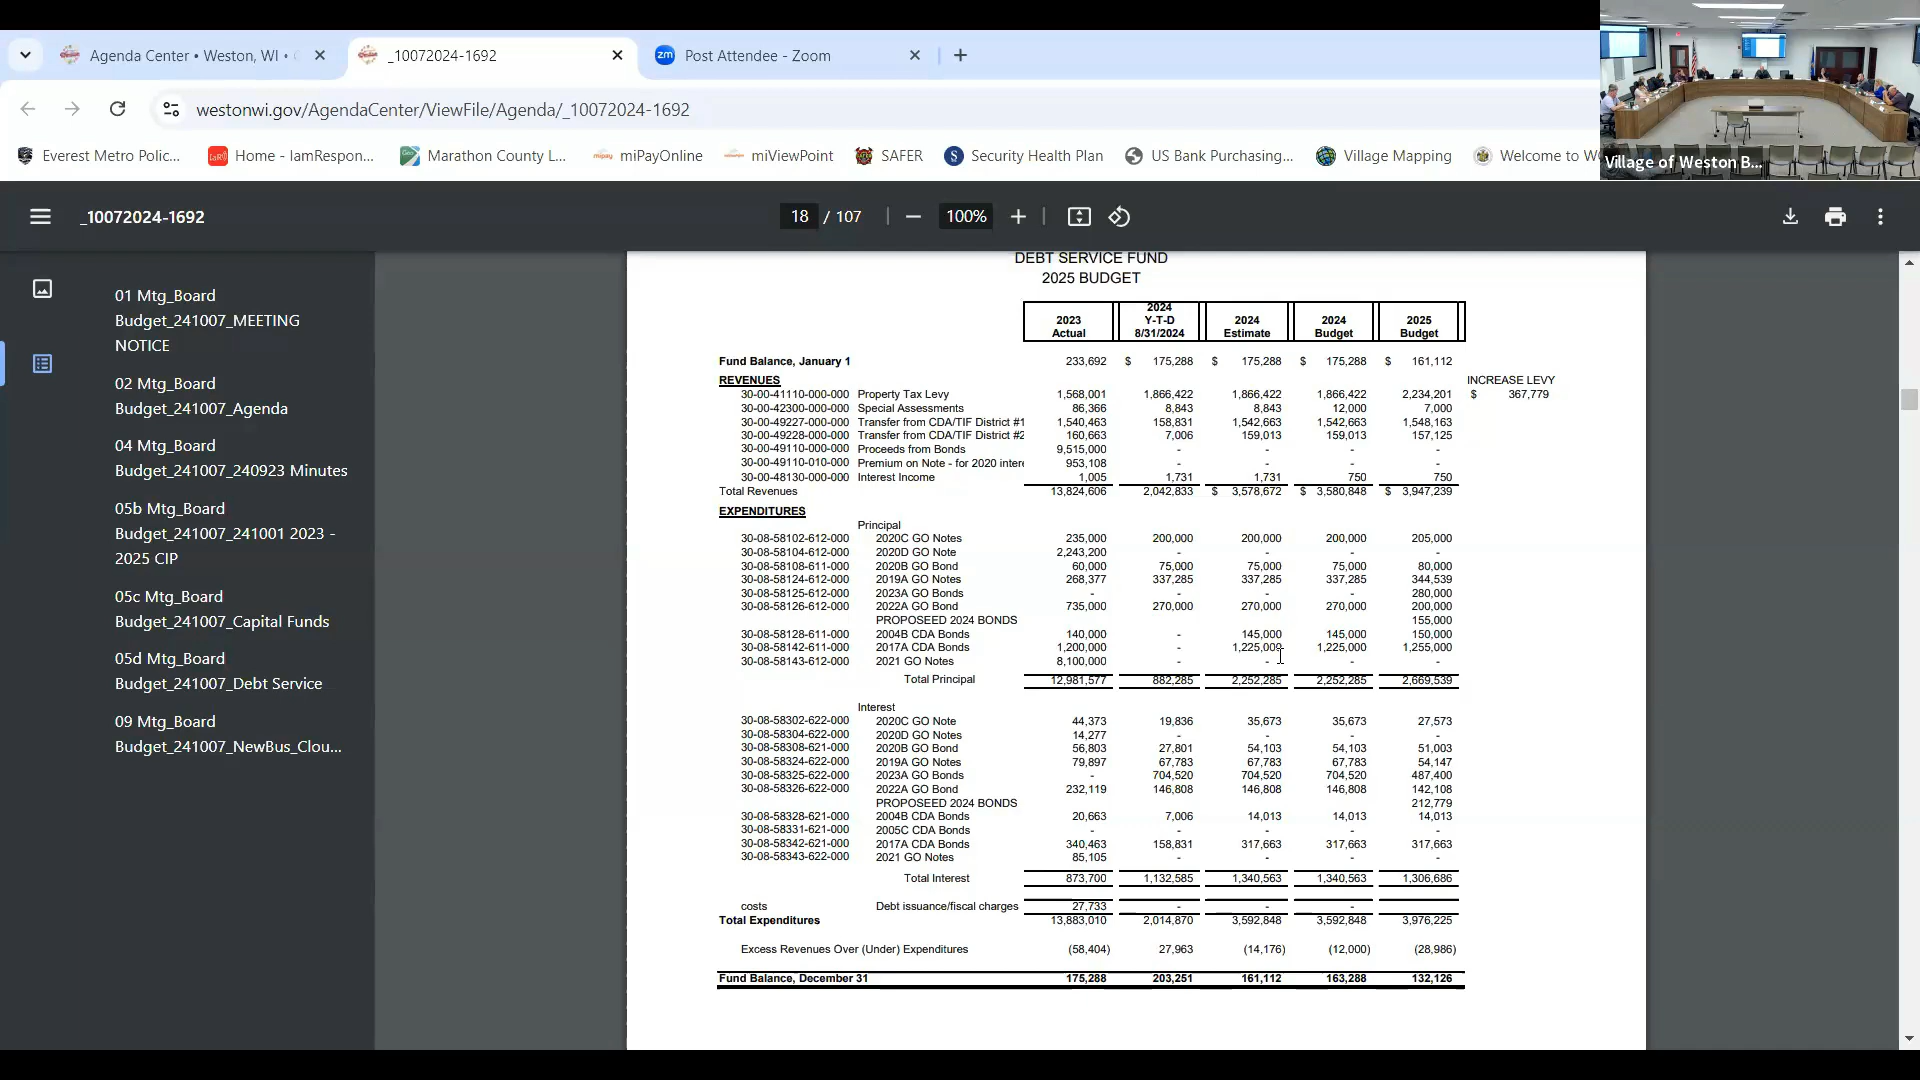 Agenda Center • Weston, WI •
_10072024-1692
zm Post Attendee - Zoom
westonwi.gov/AgendaCenter/ViewFile/Agenda/_10072024-1692
Everest Metro Polic... Home - IamRespon... Marathon County L... miPayOnline miViewPoint SAFER Security Health Plan US Bank Purchasing... Village Mapping Welcome to W
Village of Weston B...
_10072024-1692 18 / 107 100%
01 Mtg_Board
Budget_241007_MEETING
NOTICE
02 Mtg_Board
Budget_241007_Agenda
04 Mtg_Board
Budget_241007_240923 Minutes
05b Mtg_Board
Budget_241007_241001 2023 -
2025 CIP
05c Mtg_Board
Budget_241007_Capital Funds
05d Mtg_Board
Budget_241007_Debt Service
09 Mtg_Board
Budget_241007_NewBus_Clou...
DEBT SERVICE FUND
2025 BUDGET
2023 Actual 2024 Y-T-D 8/31/2024 2024 Estimate 2024 Budget 2025 Budget
Fund Balance, January 1 233,692 $ 175,288 $ 175,288 $ 175,288 $ 161,112
REVENUES INCREASE LEVY
30-00-41110-000-000 Property Tax Levy 1,568,001 1,866,422 1,866,422 1,866,422 2,234,201 $ 367,779
30-00-42300-000-000 Special Assessments 86,366 8,843 8,843 12,000 7,000
30-00-49227-000-000 Transfer from CDA/TIF District #1 1,540,463 158,831 1,542,663 1,542,663 1,548,163
30-00-49228-000-000 Transfer from CDA/TIF District #2 160,663 7,006 159,013 159,013 157,125
30-00-49110-000-000 Proceeds from Bonds 9,515,000 - - - -
30-00-49110-010-000 Premium on Note - for 2020 intere 953,108 - - - -
30-00-48130-000-000 Interest Income 1,005 1,731 1,731 750 750
Total Revenues 13,824,606 2,042,833 $ 3,578,672 $ 3,580,848 $ 3,947,239
EXPENDITURES
Principal
30-08-58102-612-000 2020C GO Notes 235,000 200,000 200,000 200,000 205,000
30-08-58104-612-000 2020D GO Note 2,243,200 - - - -
30-08-58108-611-000 2020B GO Bond 60,000 75,000 75,000 75,000 80,000
30-08-58124-612-000 2019A GO Notes 268,377 337,285 337,285 337,285 344,539
30-08-58125-612-000 2023A GO Bonds - - - - 280,000
30-08-58126-612-000 2022A GO Bond 735,000 270,000 270,000 270,000 200,000
PROPOSEED 2024 BONDS 155,000
30-08-58128-611-000 2004B CDA Bonds 140,000 - 145,000 145,000 150,000
30-08-58142-611-000 2017A CDA Bonds 1,200,000 - 1,225,000 1,225,000 1,255,000
30-08-58143-612-000 2021 GO Notes 8,100,000 - - - -
Total Principal 12,981,577 882,285 2,252,285 2,252,285 2,669,539
Interest
30-08-58302-622-000 2020C GO Note 44,373 19,836 35,673 35,673 27,573
30-08-58304-622-000 2020D GO Notes 14,277 - - - -
30-08-58308-621-000 2020B GO Bond 56,803 27,801 54,103 54,103 51,003
30-08-58324-622-000 2019A GO Notes 79,897 67,783 67,783 67,783 54,147
30-08-58325-622-000 2023A GO Bonds - 704,520 704,520 704,520 487,400
30-08-58326-622-000 2022A GO Bond 232,119 146,808 146,808 146,808 142,108
PROPOSEED 2024 BONDS 212,779
30-08-58328-621-000 2004B CDA Bonds 20,663 7,006 14,013 14,013 14,013
30-08-58331-621-000 2005C CDA Bonds - - - - -
30-08-58342-621-000 2017A CDA Bonds 340,463 158,831 317,663 317,663 317,663
30-08-58343-622-000 2021 GO Notes 85,105 - - - -
Total Interest 873,700 1,132,585 1,340,563 1,340,563 1,306,686
costs Debt issuance/fiscal charges 27,733 - - -
Total Expenditures 13,883,010 2,014,870 3,592,848 3,592,848 3,976,225
Excess Revenues Over (Under) Expenditures (58,404) 27,963 (14,176) (12,000) (28,986)
Fund Balance, December 31 175,288 203,251 161,112 163,288 132,126